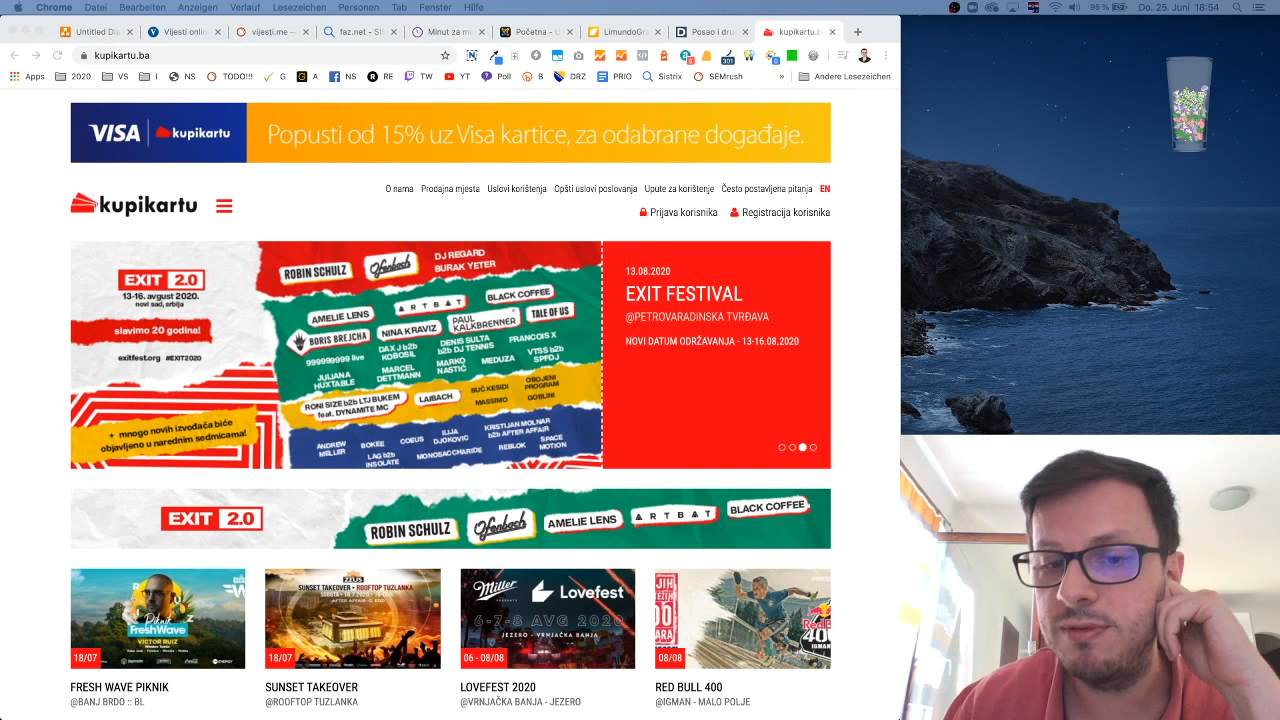 Chrome Datei Bearbeiten Anzeigen Verlauf Lesezeichen Personen Tab Fenster Hilfe
95 % Do. 25. Juni 18:54
Untitled Dia
Vijesti onlin
vijesti.me –
faz.net - SIS
Minut za me
Početna – U
LimundoGra
Posao i drug
kupikartu.ba
kupikartu.ba
Apps 2020 VS I NS TODO!!! G A NS RE TW YT Poll B DRZ PRIO Sistrix SEMrush » Andere Lesezeichen
VISA kupikartu Popusti od 15% uz Visa kartice, za odabrane događaje.
O nama Prodajna mjesta Uslovi korištenja Opšti uslovi poslovanja Upute za korištenje Često postavljena pitanja EN
kupikartu
Prijava korisnika Registracija korisnika
EXIT 2.0
13-16. avgust 2020.
novi sad, srbija
slavimo 20 godina!
exitfest.org #EXIT2020
+ mnogo novih izvođača biće
objavljeno u narednim sedmicama!
ROBIN SCHULZ Ofenbach DJ REGARD
BURAK YETER
AMELIE LENS ARTBAT BLACK COFFEE
BORIS BREJCHA NINA KRAVIZ PAUL KALKBRENNER TALE OF US
999999999 live DAX J b2b KOBOSIL DENIS SULTA b2b DJ TENNIS FRANCOIS X
JULIANA HUXTABLE MARCEL DETTMANN MARKO NASTIĆ MEDUZA VTSS b2b SPFDJ
RONI SIZE b2b LTJ BUKEM feat. DYNAMITE MC LAIBACH BUČ KESIDI MASSIMO OBOJENI PROGRAM GOBLINI
ANDREW MELLER BOKEE LAG b2b INSOLATE COEUS ILIJA DJOKOVIC MONOSACCHARIDE KRISTIJAN MOLNAR b2b AFTER AFFAIR REBLOK SPACE MOTION
13.08.2020
EXIT FESTIVAL
@PETROVARADINSKA TVRĐAVA
NOVI DATUM ODRŽAVANJA - 13-16.08.2020
EXIT 2.0 ROBIN SCHULZ Ofenbach AMELIE LENS ARTBAT BLACK COFFEE
Piknik
FreshWave
VICTOR RUIZ
18/07
FRESH WAVE PIKNIK
@BANJ BRDO :: BL
ZEUS
SUNSET TAKEOVER • ROOFTOP TUZLANKA
18/07
SUNSET TAKEOVER
@ROOFTOP TUZLANKA
Miller Lovefest
6-7-8 AVG 2020
JEZERO - VRNJAČKA BANJA
06 - 08/08
LOVEFEST 2020
@VRNJAČKA BANJA - JEZERO
Red Bull
400
IGMAN
08/08
RED BULL 400
@IGMAN - MALO POLJE